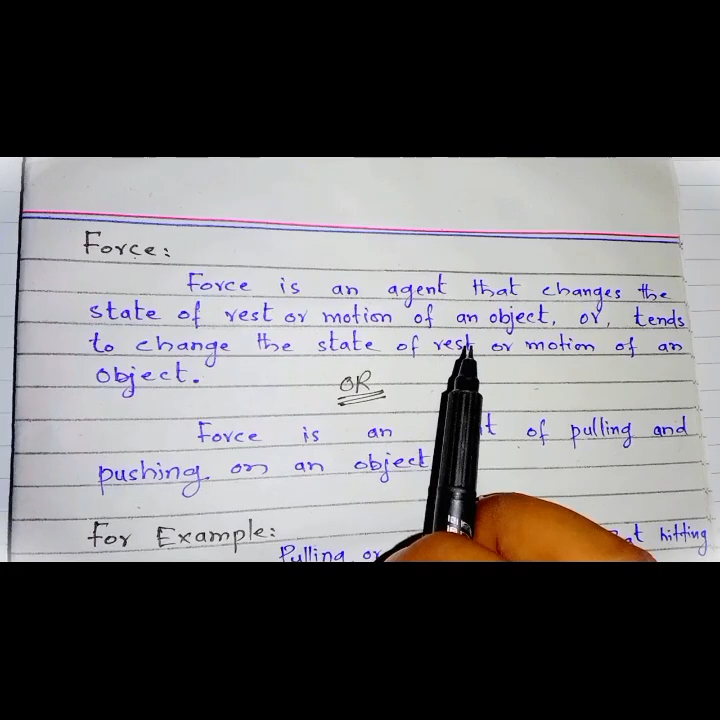 Force:
Force is an agent that changes the
state of rest or motion of an object, or, tends
to change the state of rest or motion of an
object.
OR
Force is an of pulling and
pushing on an object
For Example:
Pulling or hitting